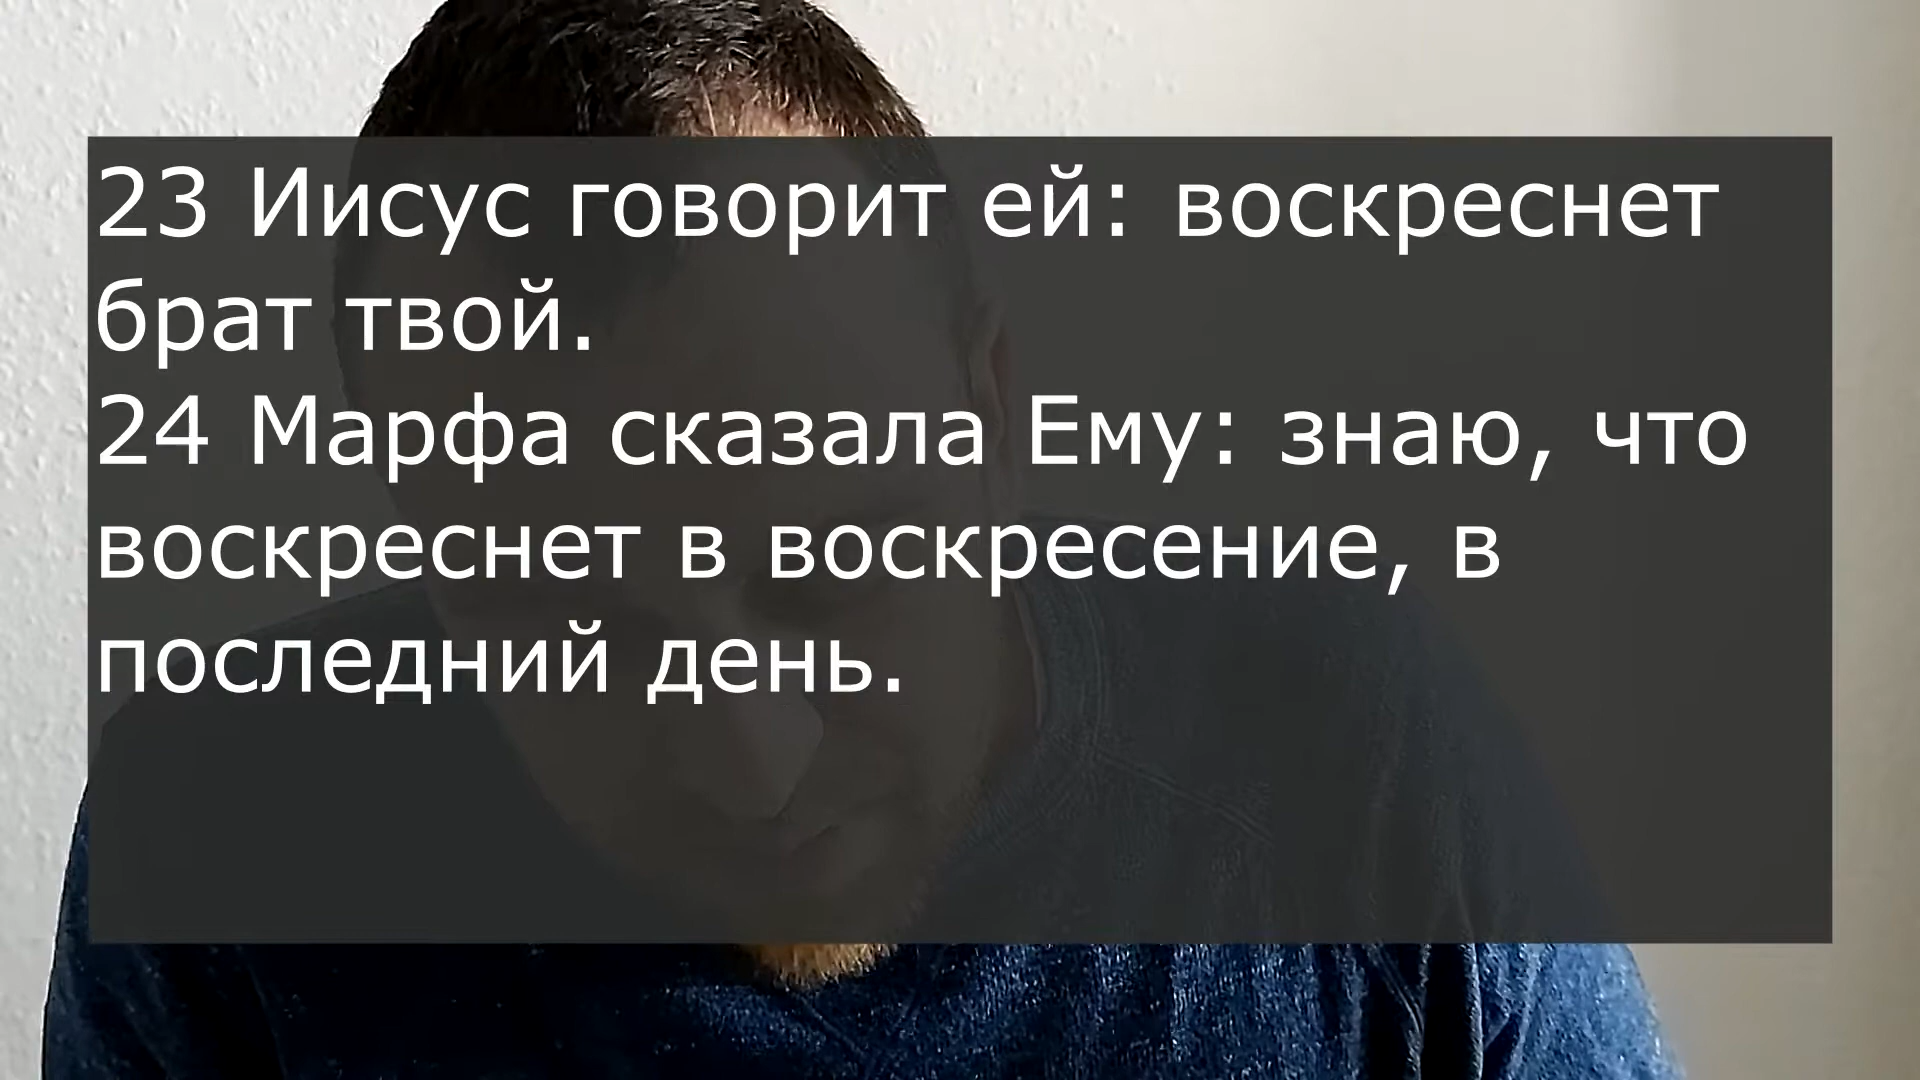 23 Иисус говорит ей: воскреснет
брат твой.
24 Марфа сказала Ему: знаю, что
воскреснет в воскресение, в
последний день.